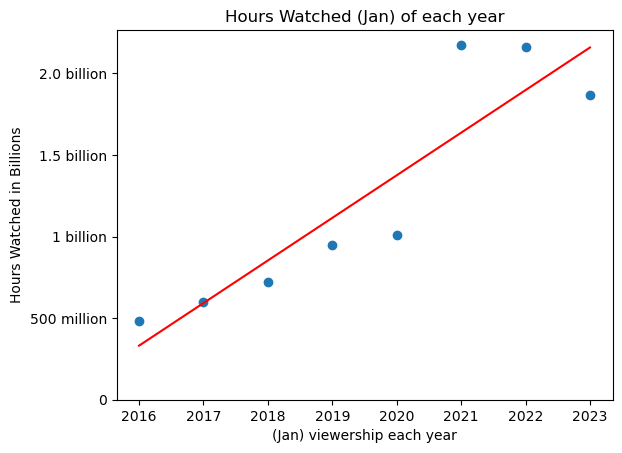 Hours Watched (Jan) of each year
Hours Watched in Billions
2.0 billion
1.5 billion
1 billion
500 million
0
2016 2017 2018 2019 2020 2021 2022 2023
(Jan) viewership each year